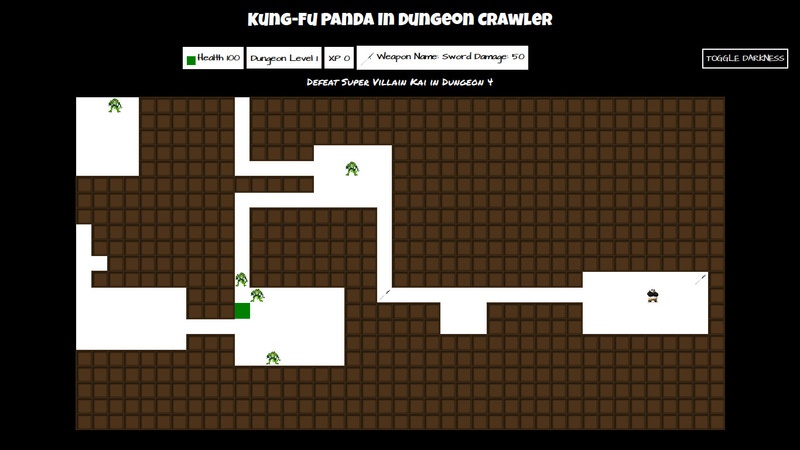 Kung-Fu Panda in Dungeon Crawler
Health 100 Dungeon Level 1 XP 0 Weapon Name: Sword Damage: 50
TOGGLE DARKNESS
Defeat Super Villain Kai in Dungeon 4